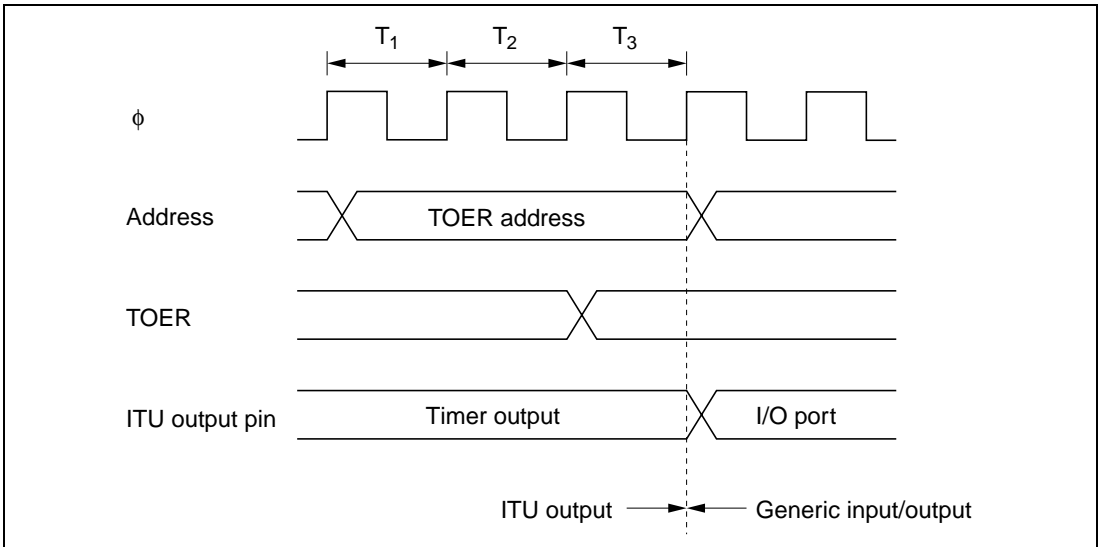 T1 T2 T3
φ
Address TOER address
TOER
ITU output pin Timer output I/O port
ITU output Generic input/output